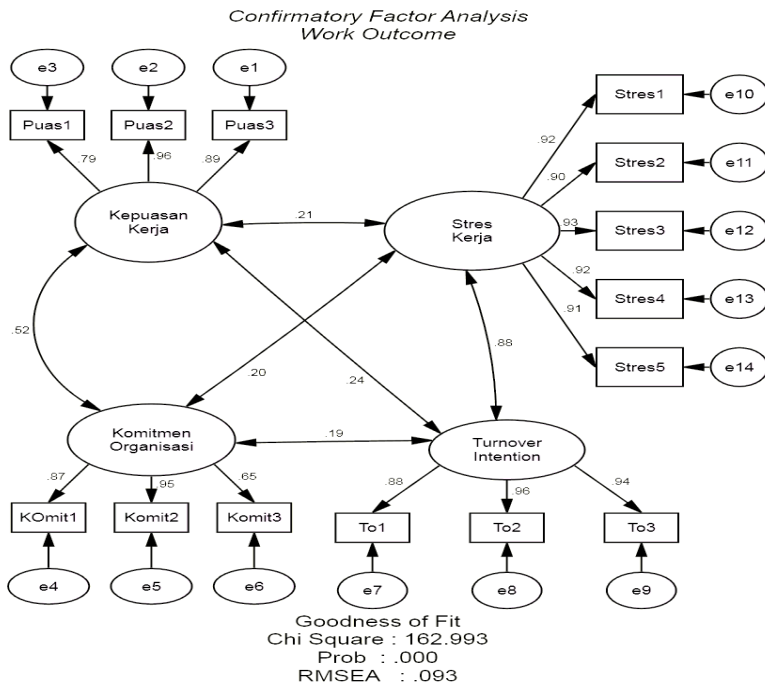 Confirmatory Factor Analysis
Work Outcome
e3
e2
e1
Puas1
Puas2
Puas3
.79
.96
.89
Kepuasan
Kerja
Stres1
e10
Stres2
e11
Stres3
e12
Stres4
e13
Stres5
e14
.92
.90
.93
.92
.91
Stres
Kerja
.21
.52
.20
.24
.88
.19
Komitmen
Organisasi
.87
.95
.65
KOmit1
Komit2
Komit3
e4
e5
e6
Turnover
Intention
.88
.96
.94
To1
To2
To3
e7
e8
e9
Goodness of Fit
Chi Square : 162.993
Prob : .000
RMSEA : .093